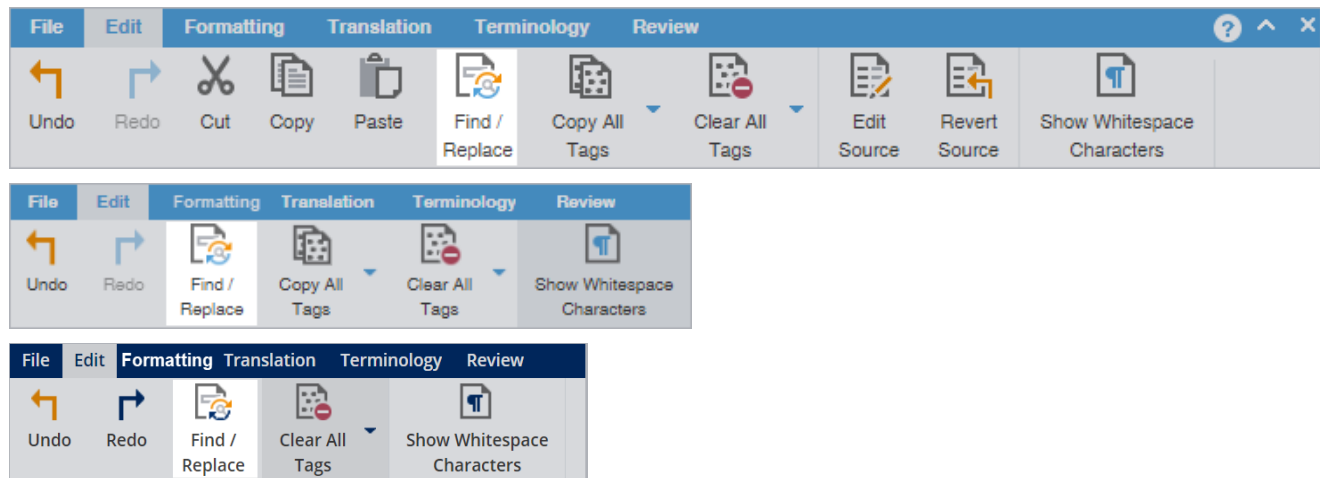 File Edit Formatting Translation Terminology Review
Undo Redo Cut Copy Paste Find / Copy All Clear All Edit Revert Show Whitespace
Replace Tags Tags Source Source Characters
File Edit Formatting Translation Terminology Review
Undo Redo Find / Copy All Clear All Show Whitespace
Replace Tags Tags Characters
File Edit Formatting Translation Terminology Review
Undo Redo Find / Clear All Show Whitespace
Replace Tags Characters